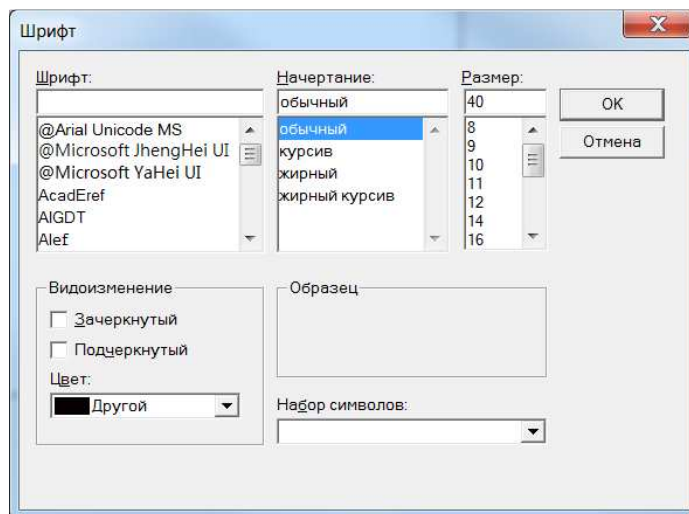 Шрифт
Шрифт:
@Arial Unicode MS
@Microsoft JhengHei UI
@Microsoft YaHei UI
AcadEref
AIGDT
Alef
Начертание:
обычный
обычный
курсив
жирный
жирный курсив
Размер:
40
8
9
10
11
12
14
16
OK
Отмена
Видоизменение
Зачеркнутый
Подчеркнутый
Цвет:
Другой
Образец
Набор символов: